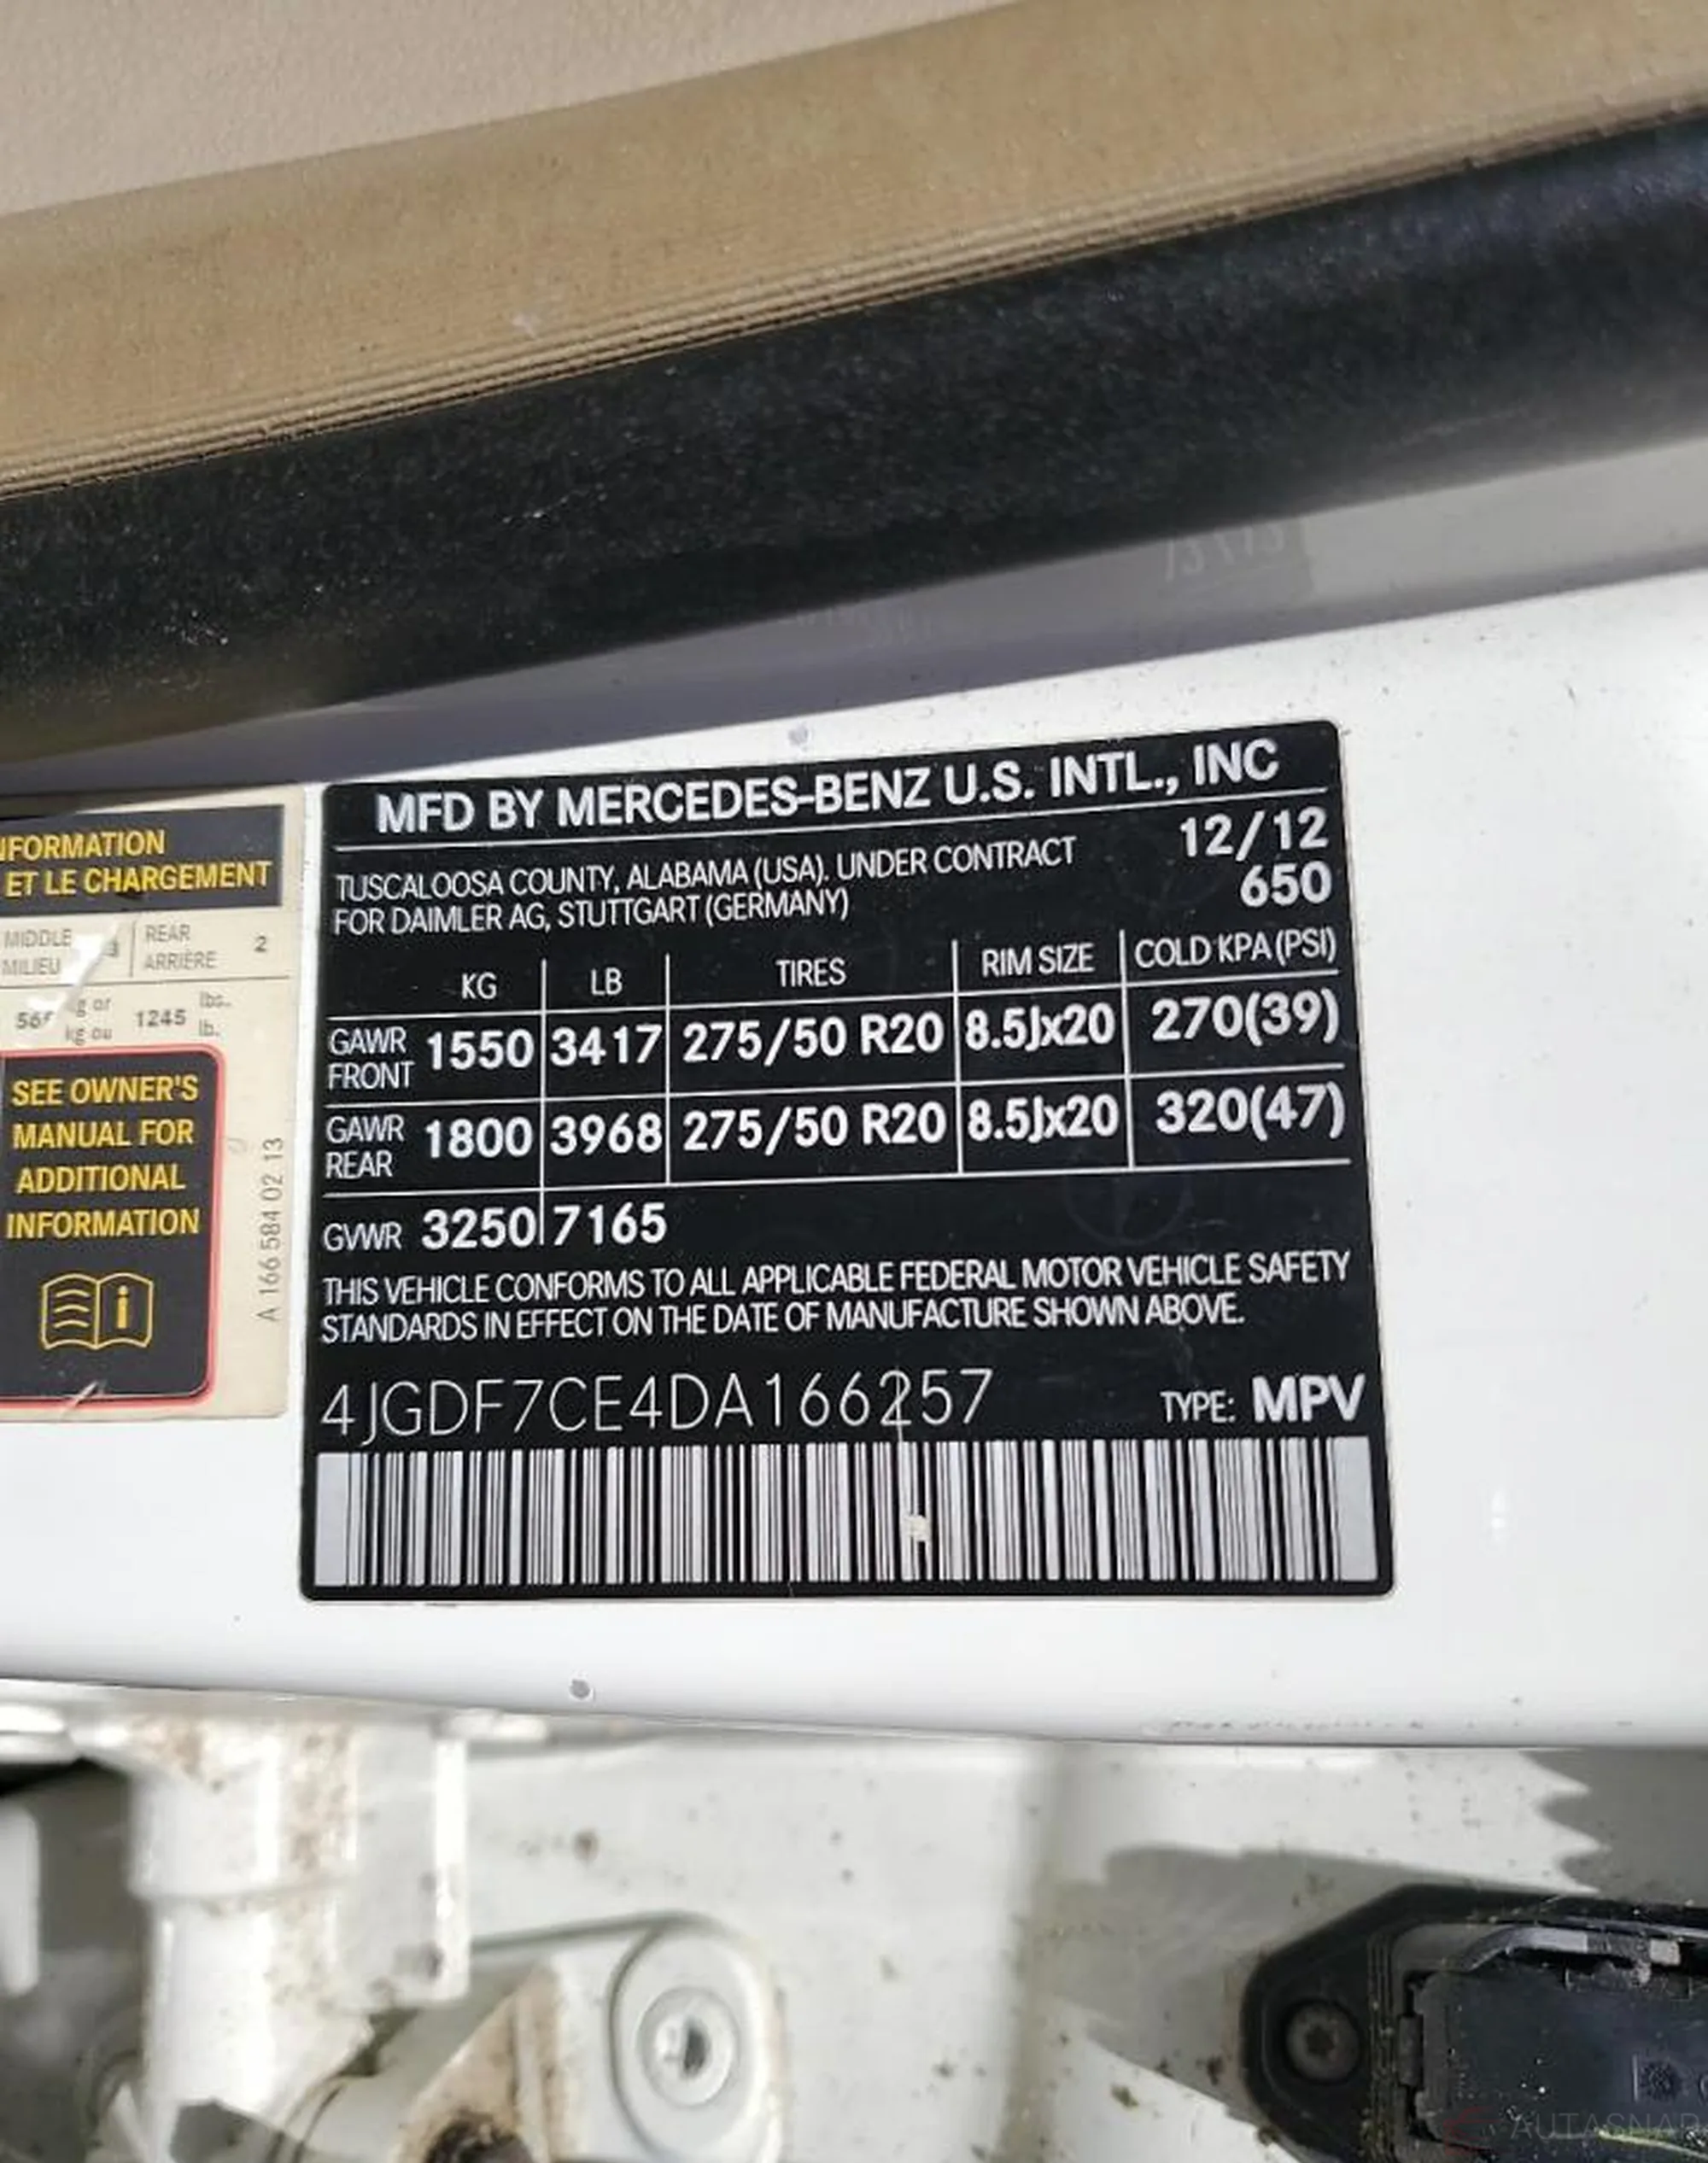 NFORMATION
ET LE CHARGEMENT
MIDDLE
MILIEU
REAR
ARRIÈRE
2
kg ou
1245
lbs.
lb.
SEE OWNER'S
MANUAL FOR
ADDITIONAL
INFORMATION
A 166 584 02 13
MFD BY MERCEDES-BENZ U.S. INTL., INC
TUSCALOOSA COUNTY, ALABAMA (USA). UNDER CONTRACT
FOR DAIMLER AG, STUTTGART (GERMANY)
12/12
650
KG LB TIRES RIM SIZE COLD KPA (PSI)
GAWR FRONT 1550 3417 275/50 R20 8.5Jx20 270(39)
GAWR REAR 1800 3968 275/50 R20 8.5Jx20 320(47)
GVWR 3250 7165
THIS VEHICLE CONFORMS TO ALL APPLICABLE FEDERAL MOTOR VEHICLE SAFETY
STANDARDS IN EFFECT ON THE DATE OF MANUFACTURE SHOWN ABOVE.
4JGDF7CE4DA166257 TYPE: MPV
AUTASNAP